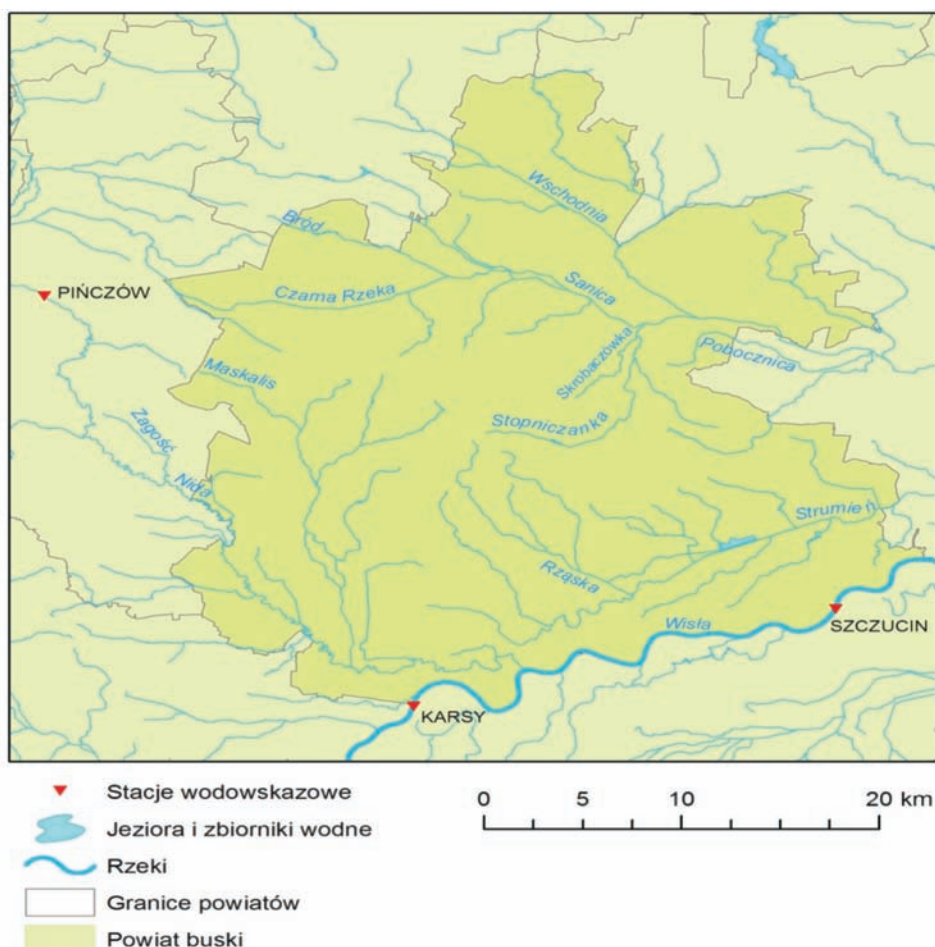 Wschodnia
Bród
Sanica
PIŃCZÓW
Czarna Rzeka
Skrobaczówka
Pobocznica
Maskalis
Zagość
Stopniczanka
Nida
Strumień
Rząska
Wisła
SZCZUCIN
KARSY
Stacje wodowskazowe
0 5 10 20 km
Jeziora i zbiorniki wodne
Rzeki
Granice powiatów
Powiat buski